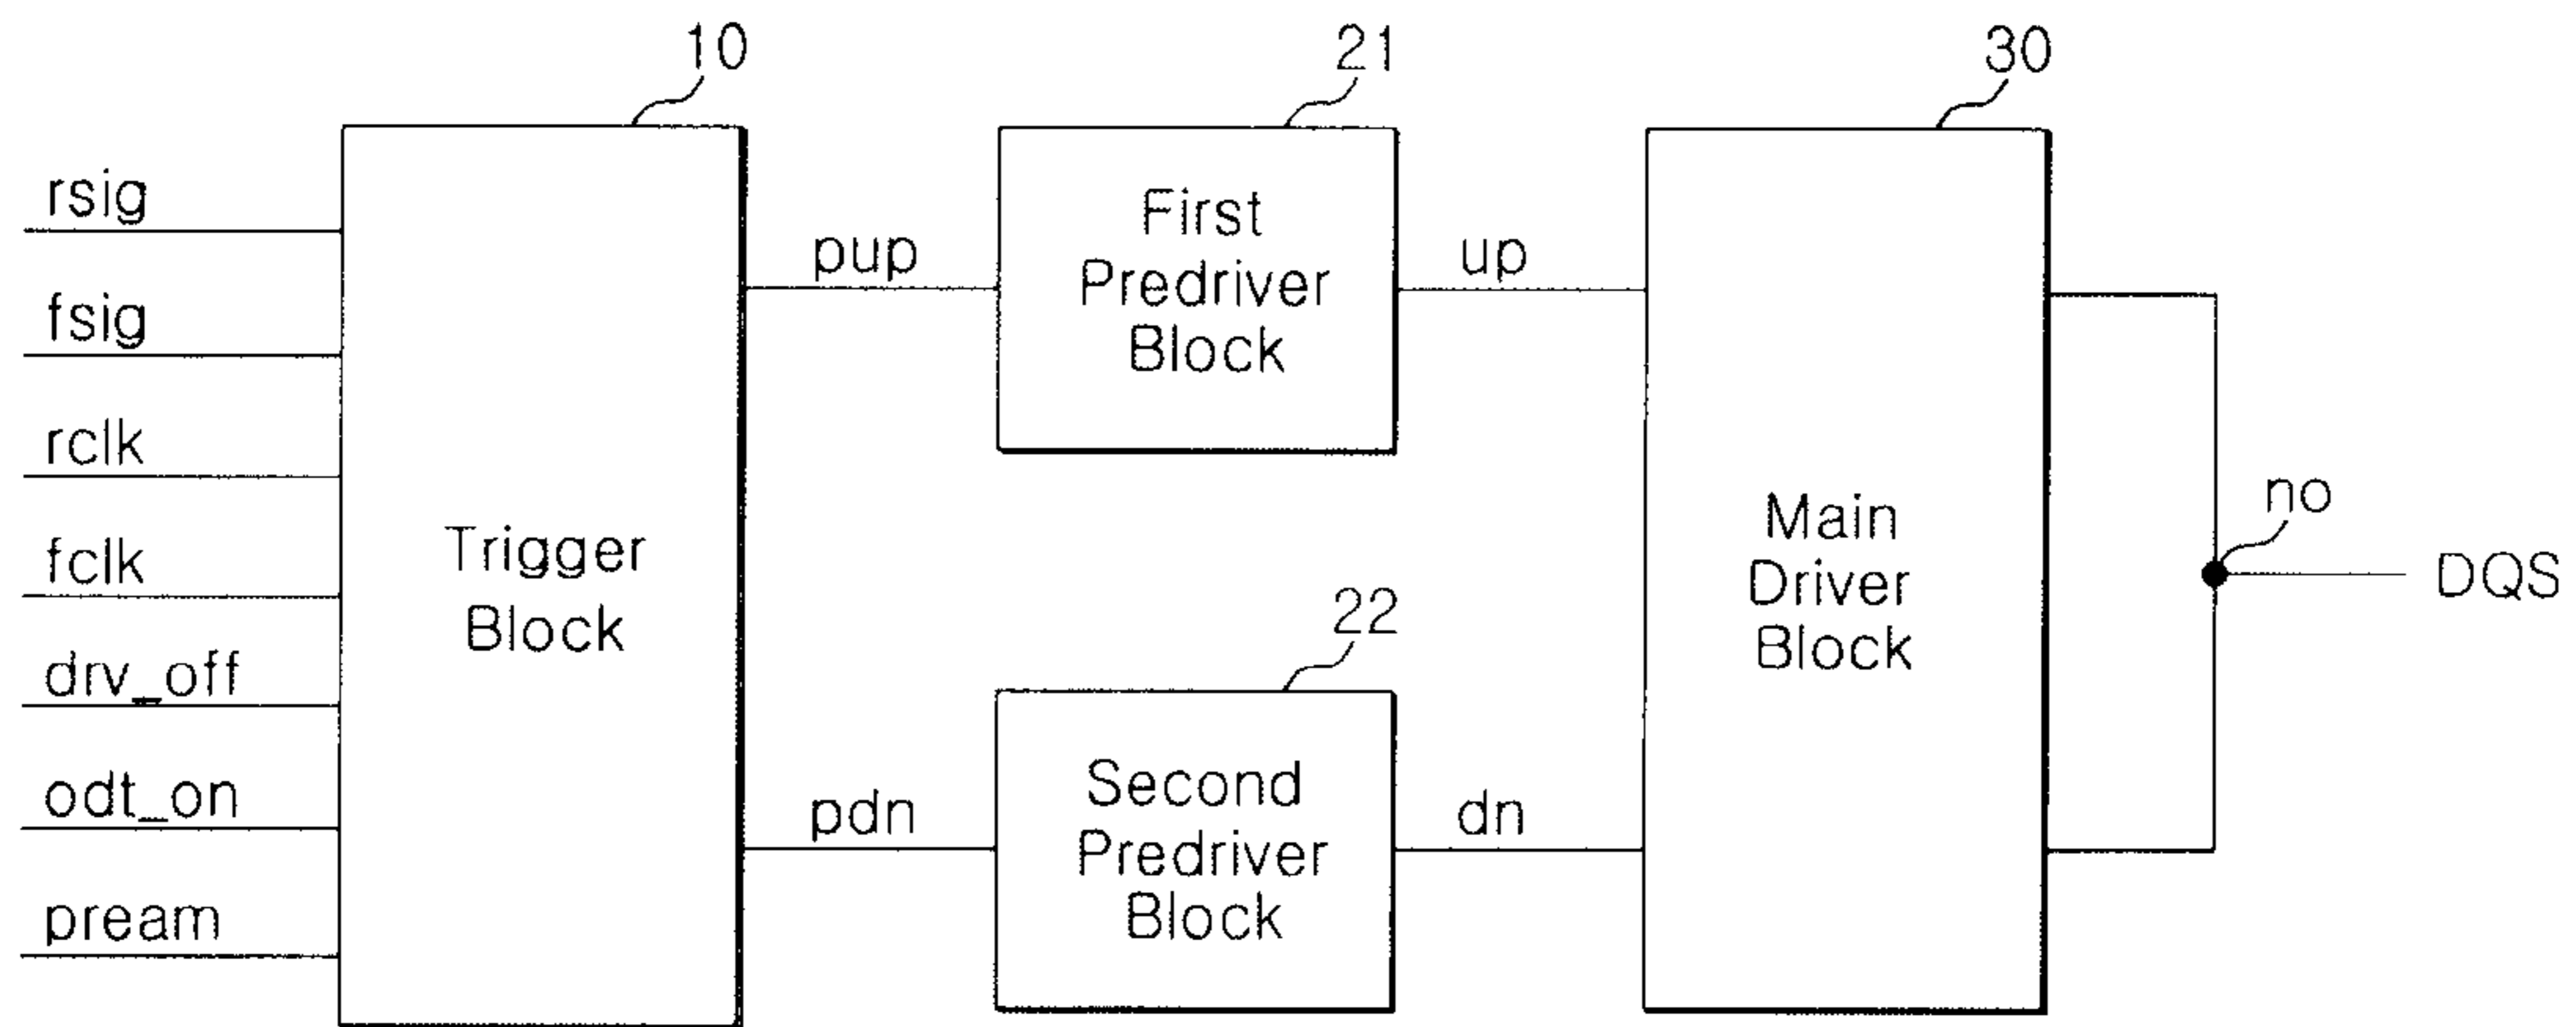 10
21
30
rsig
fsig
rclk
fclk
drv_off
odt_on
pream
Trigger
Block
pup
pdn
First
Predriver
Block
22
Second
Predriver
Block
up
dn
Main
Driver
Block
no
DQS